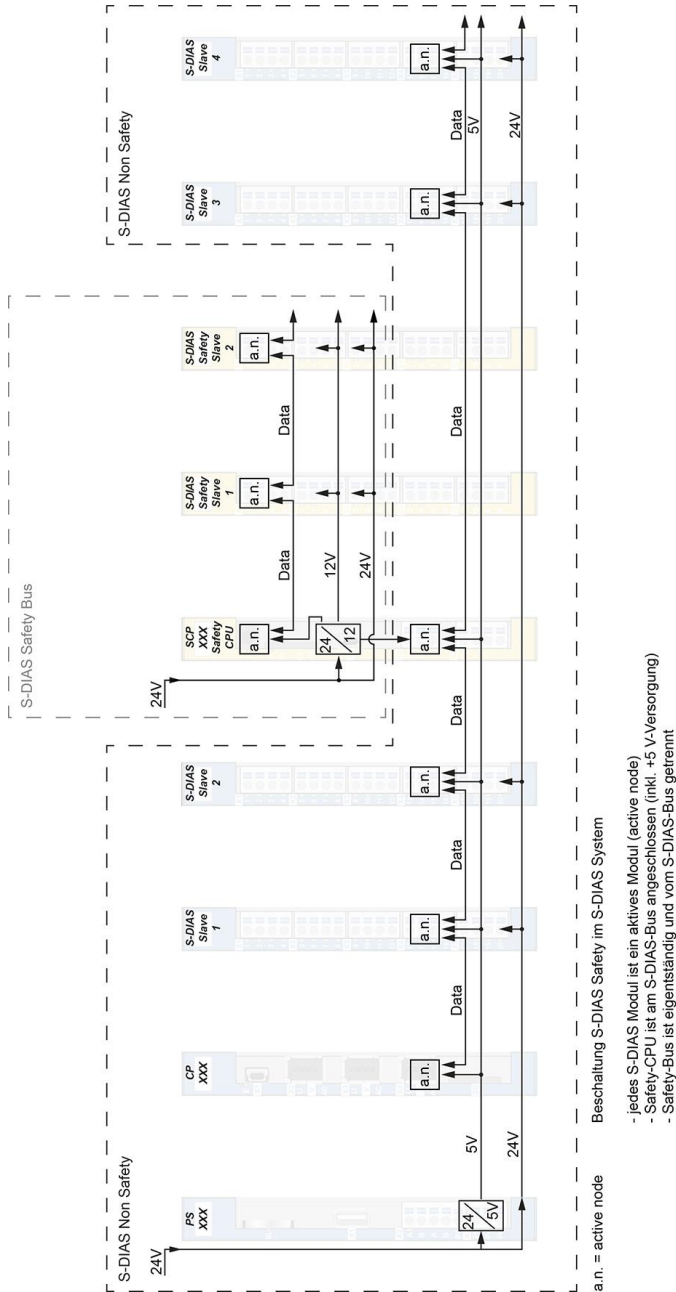 S-DIAS Safety Bus
S-DIAS Non Safety
S-DIAS Non Safety
24V
24V
PS
XXX
CP
XXX
S-DIAS
Slave
1
S-DIAS
Slave
2
SCP
XXX
Safety
CPU
S-DIAS
Safety
Slave
1
S-DIAS
Safety
Slave
2
S-DIAS
Slave
3
S-DIAS
Slave
4
a.n.
a.n.
a.n.
Data
Data
12V
24V
24
12
24
5V
a.n.
a.n.
a.n.
a.n.
a.n.
a.n.
Data
Data
Data
Data
Data
5V
24V
5V
24V
a.n. = active node
Beschaltung S-DIAS Safety im S-DIAS System
- jedes S-DIAS Modul ist ein aktives Modul (active node)
- Safety-CPU ist am S-DIAS-Bus angeschlossen (inkl. +5 V-Versorgung)
- Safety-Bus ist eigentständig und vom S-DIAS-Bus getrennt